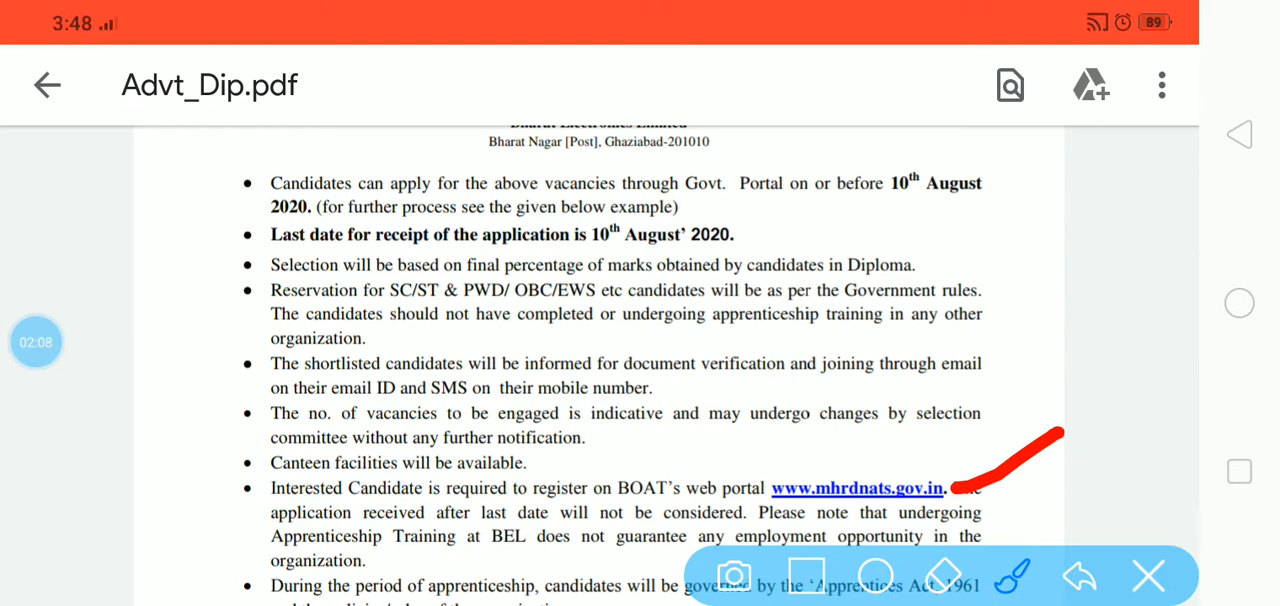 3:48
89
Advt_Dip.pdf
Bharat Electronics Limited
Bharat Nagar [Post], Ghaziabad-201010
• Candidates can apply for the above vacancies through Govt. Portal on or before 10th August
2020. (for further process see the given below example)
• Last date for receipt of the application is 10th August' 2020.
• Selection will be based on final percentage of marks obtained by candidates in Diploma.
• Reservation for SC/ST & PWD/ OBC/EWS etc candidates will be as per the Government rules.
The candidates should not have completed or undergoing apprenticeship training in any other
organization.
• The shortlisted candidates will be informed for document verification and joining through email
on their email ID and SMS on their mobile number.
02:08
• The no. of vacancies to be engaged is indicative and may undergo changes by selection
committee without any further notification.
• Canteen facilities will be available.
• Interested Candidate is required to register on BOAT's web portal www.mhrdnats.gov.in.
application received after last date will not be considered. Please note that undergoing
Apprenticeship Training at BEL does not guarantee any employment opportunity in the
organization.
• During the period of apprenticeship, candidates will be governed by the 'Apprentices Act 1961